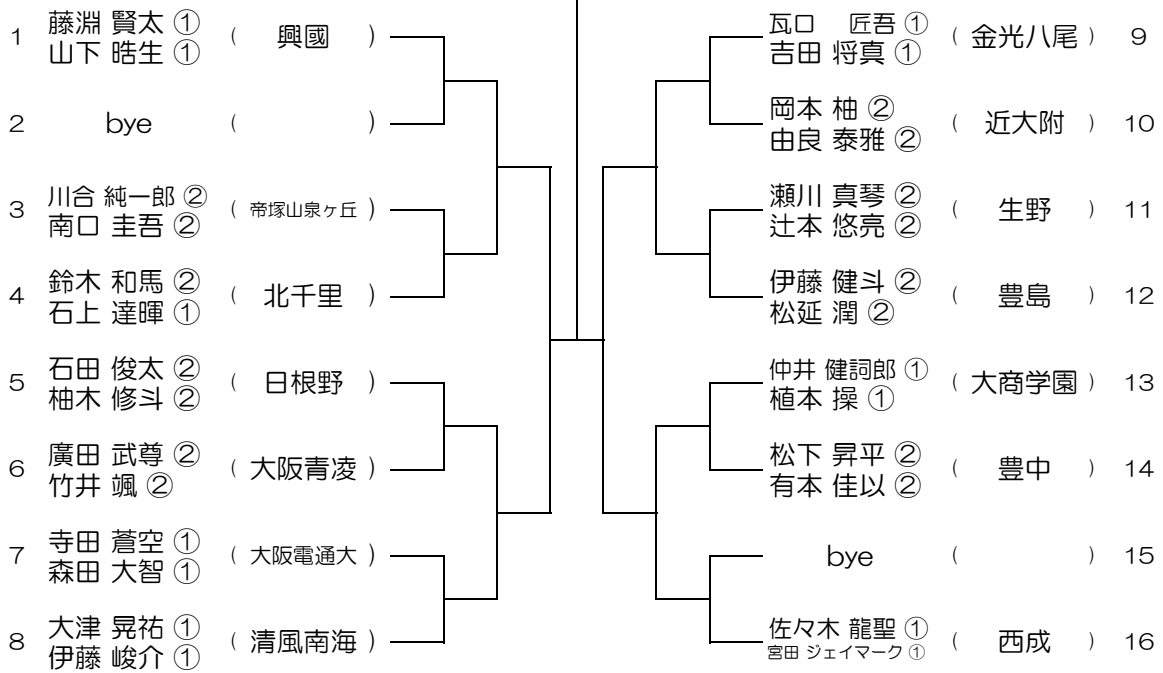 1 藤淵 賢太 ① 山下 晧生 ① ( 興國 )
2 bye ( )
3 川合 純一郎 ② 南口 圭吾 ② ( 帝塚山泉ヶ丘 )
4 鈴木 和馬 ② 石上 達暉 ① ( 北千里 )
5 石田 俊太 ② 柚木 修斗 ② ( 日根野 )
6 廣田 武尊 ② 竹井 颯 ② ( 大阪青凌 )
7 寺田 蒼空 ① 森田 大智 ① ( 大阪電通大 )
8 大津 晃祐 ① 伊藤 峻介 ① ( 清風南海 )
瓦口 匠吾 ① 吉田 将真 ① ( 金光八尾 ) 9
岡本 柚 ② 由良 泰雅 ② ( 近大附 ) 10
瀬川 真琴 ② 辻本 悠亮 ② ( 生野 ) 11
伊藤 健斗 ② 松延 潤 ② ( 豊島 ) 12
仲井 健詞郎 ① 植本 操 ① ( 大商学園 ) 13
松下 昇平 ② 有本 佳以 ② ( 豊中 ) 14
bye ( ) 15
佐々木 龍聖 ① 宮田 ジェイマーク ① ( 西成 ) 16